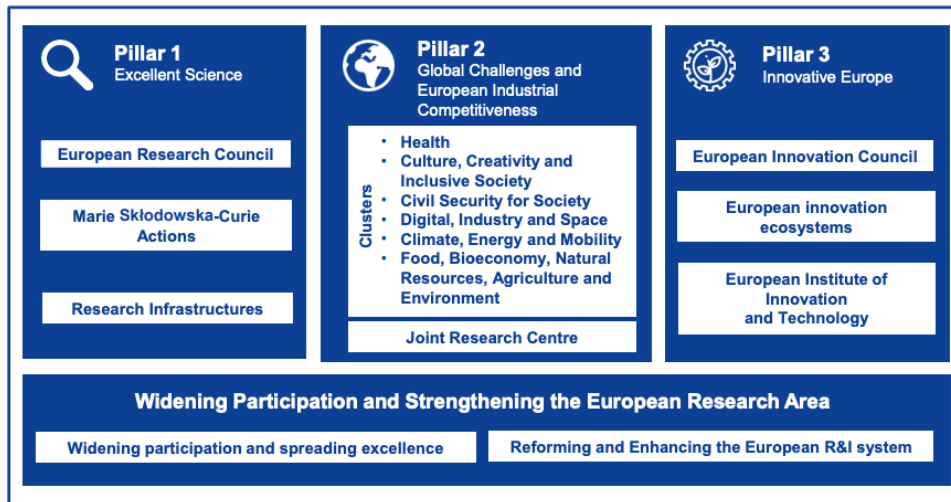 Pillar 1
Excellent Science
European Research Council
Marie Skłodowska-Curie
Actions
Research Infrastructures
Pillar 2
Global Challenges and
European Industrial
Competitiveness
Clusters
• Health
• Culture, Creativity and
Inclusive Society
• Civil Security for Society
• Digital, Industry and Space
• Climate, Energy and Mobility
• Food, Bioeconomy, Natural
Resources, Agriculture and
Environment
Joint Research Centre
Pillar 3
Innovative Europe
European Innovation Council
European innovation
ecosystems
European Institute of
Innovation
and Technology
Widening Participation and Strengthening the European Research Area
Widening participation and spreading excellence
Reforming and Enhancing the European R&I system